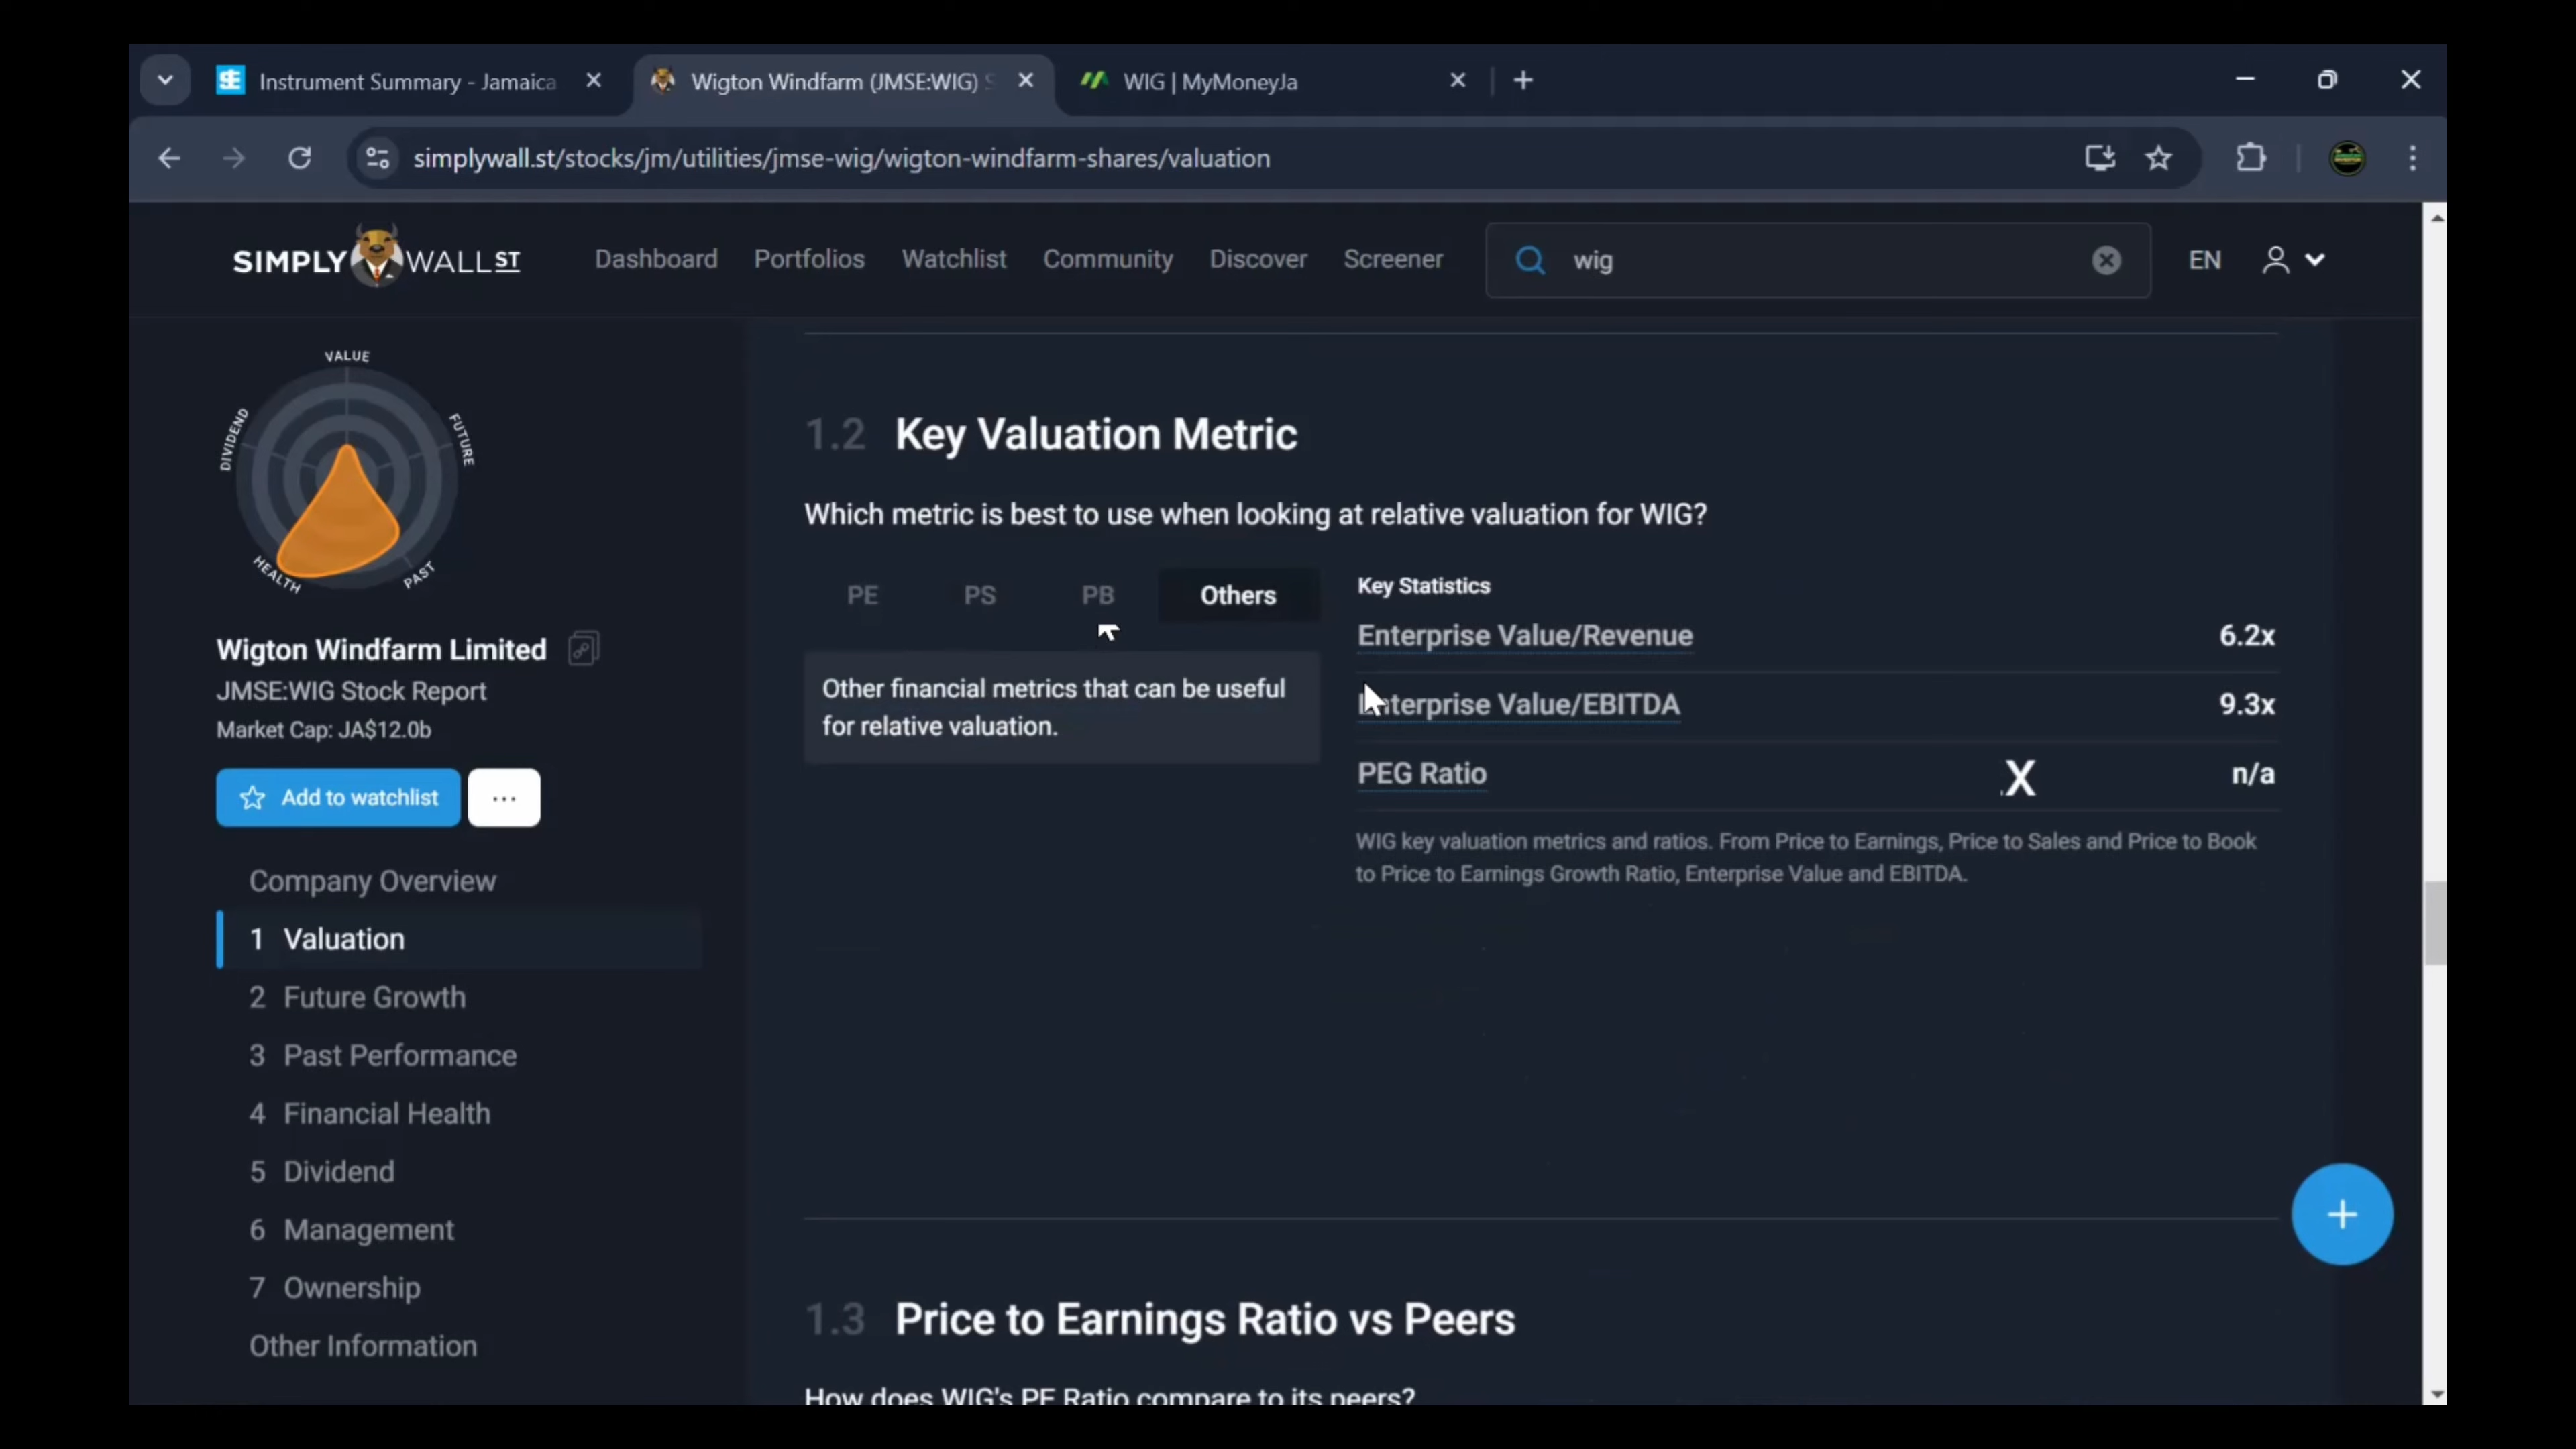 Instrument Summary - Jamaica
Wigton Windfarm (JMSE:WIG) S
WIG | MyMoneyJa
simplywall.st/stocks/jm/utilities/jmse-wig/wigton-windfarm-shares/valuation
SIMPLY WALL ST
Dashboard
Portfolios
Watchlist
Community
Discover
Screener
wig
EN
VALUE
FUTURE
PAST
HEALTH
DIVIDEND
Wigton Windfarm Limited
JMSE:WIG Stock Report
Market Cap: JA$12.0b
Add to watchlist
...
Company Overview
1 Valuation
2 Future Growth
3 Past Performance
4 Financial Health
5 Dividend
6 Management
7 Ownership
Other Information
1.2 Key Valuation Metric
Which metric is best to use when looking at relative valuation for WIG?
PE
PS
PB
Others
Other financial metrics that can be useful
for relative valuation.
Key Statistics
Enterprise Value/Revenue 6.2x
Enterprise Value/EBITDA 9.3x
PEG Ratio X n/a
WIG key valuation metrics and ratios. From Price to Earnings, Price to Sales and Price to Book
to Price to Earnings Growth Ratio, Enterprise Value and EBITDA.
1.3 Price to Earnings Ratio vs Peers
How does WIG's PE Ratio compare to its peers?